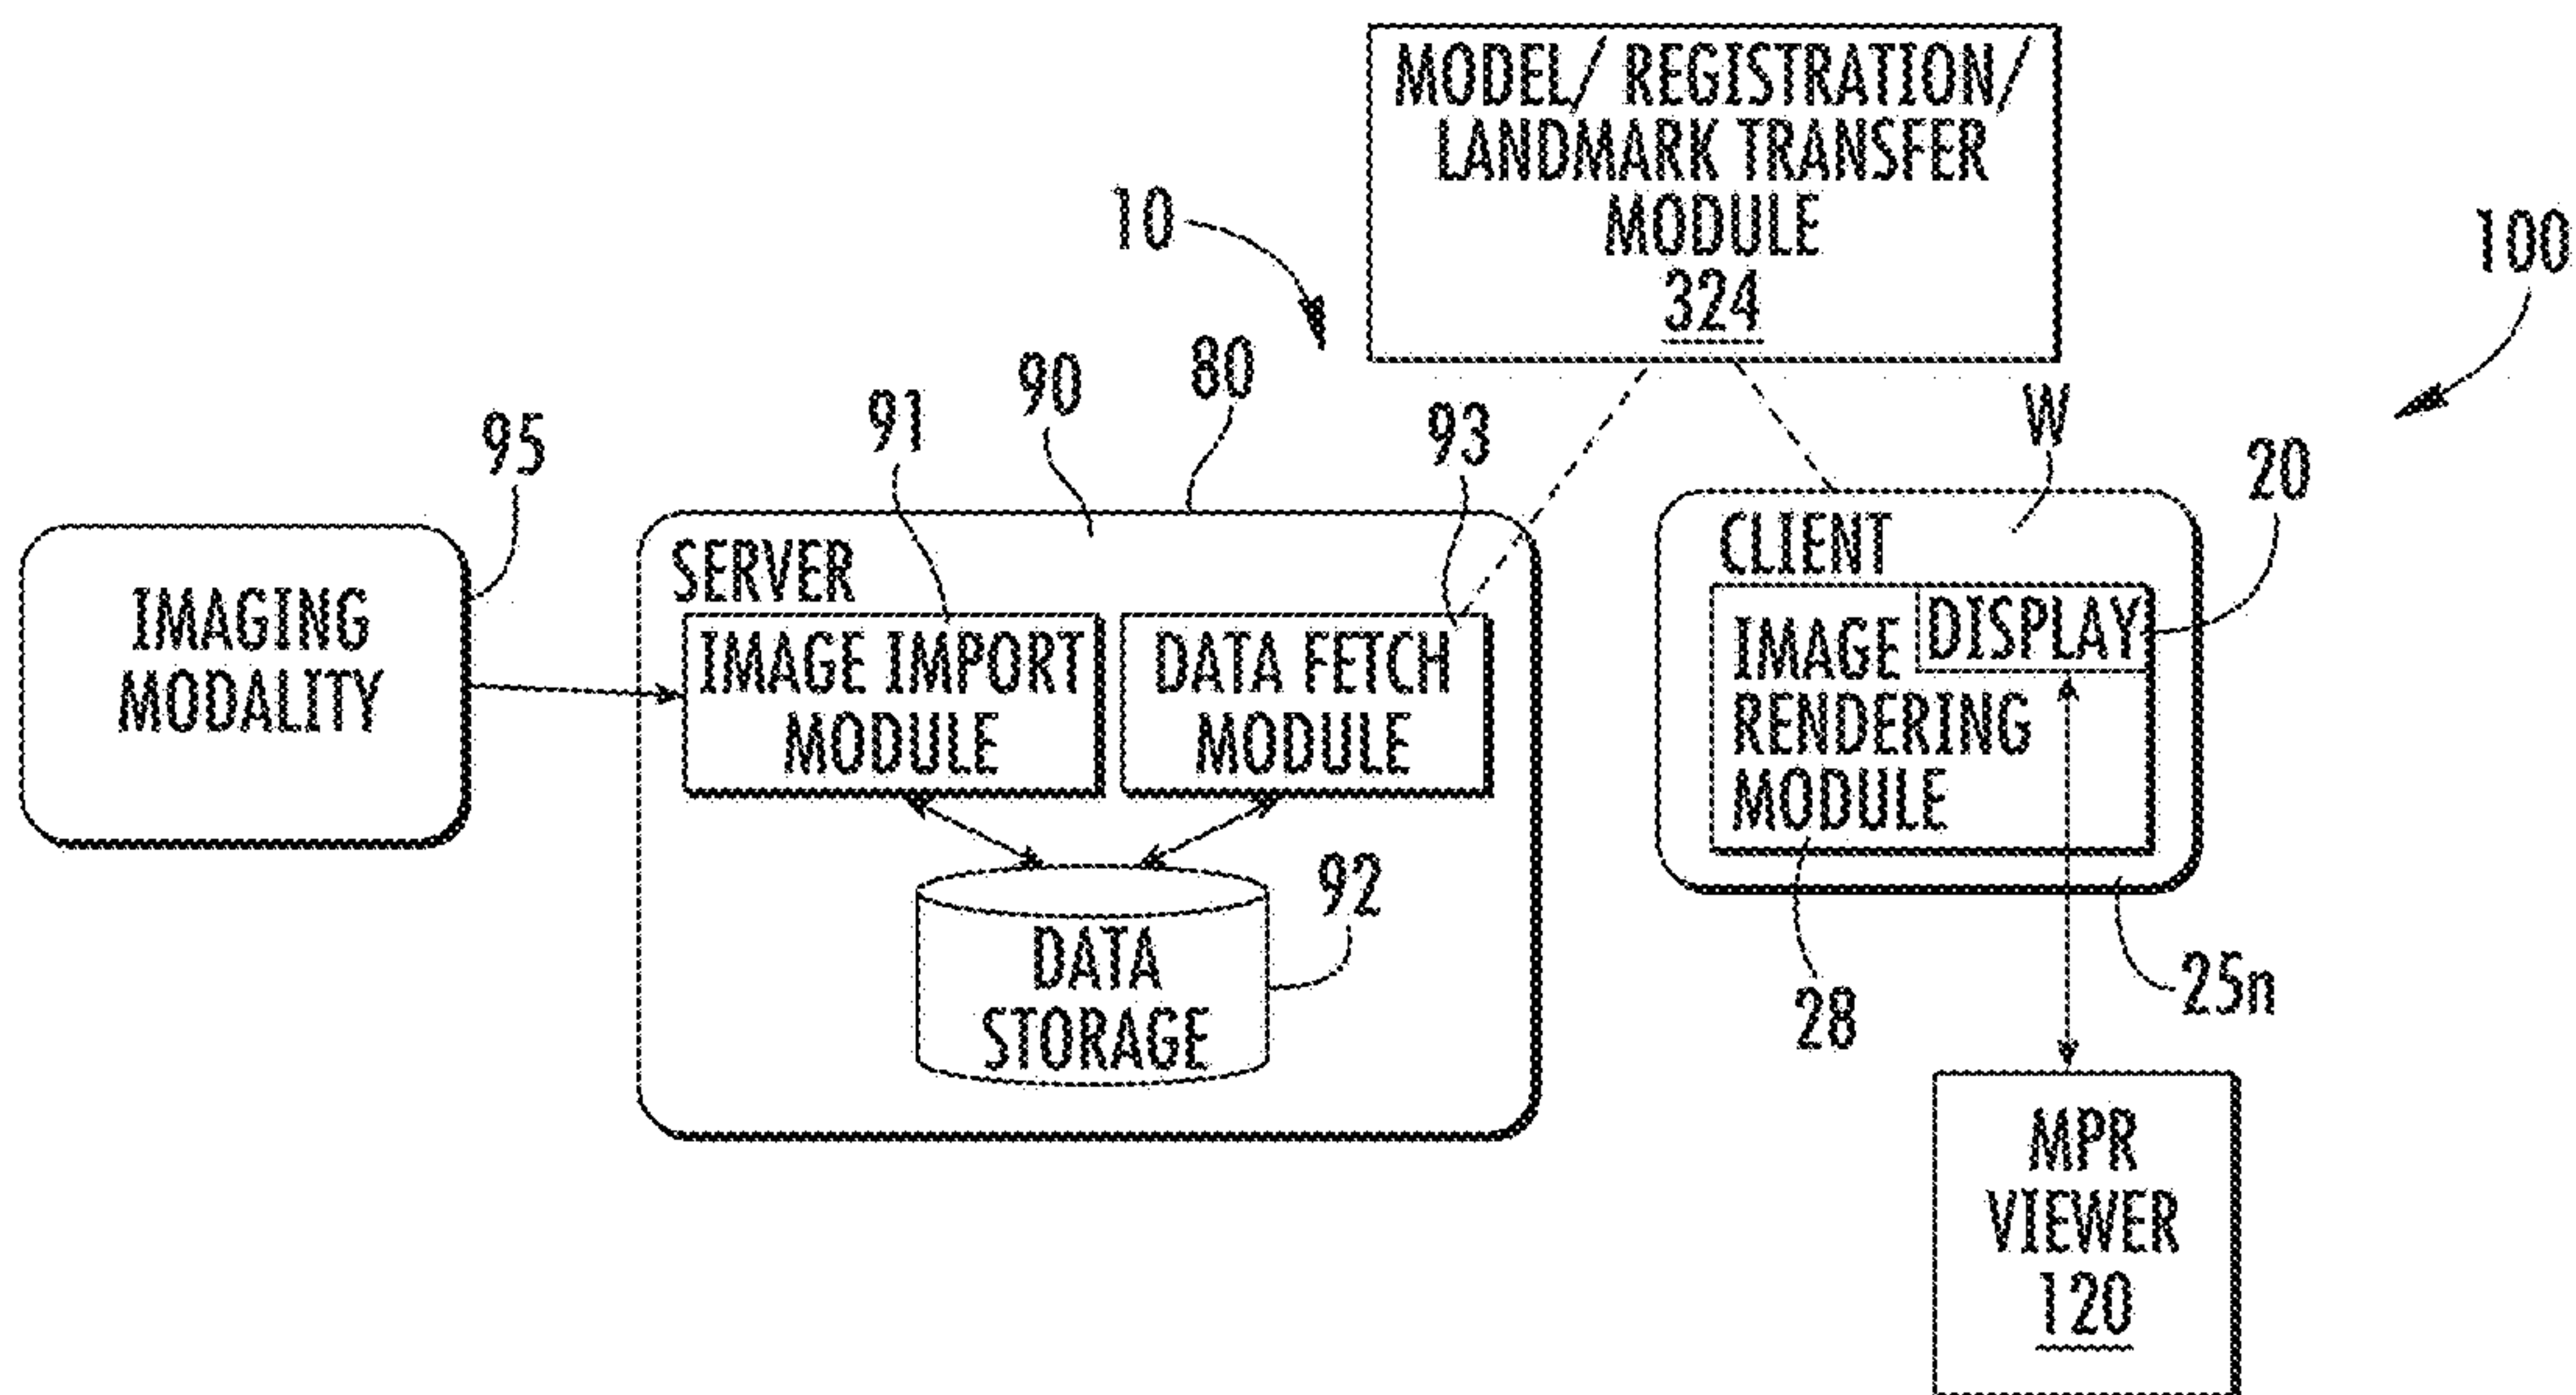 MODEL/ REGISTRATION/
LANDMARK TRANSFER
MODULE
324
10
100
95
91
90
80
93
W
20
IMAGING
MODALITY
SERVER
IMAGE IMPORT
MODULE
DATA FETCH
MODULE
DATA
STORAGE
92
CLIENT
DISPLAY
IMAGE
RENDERING
MODULE
28
25n
MPR
VIEWER
120